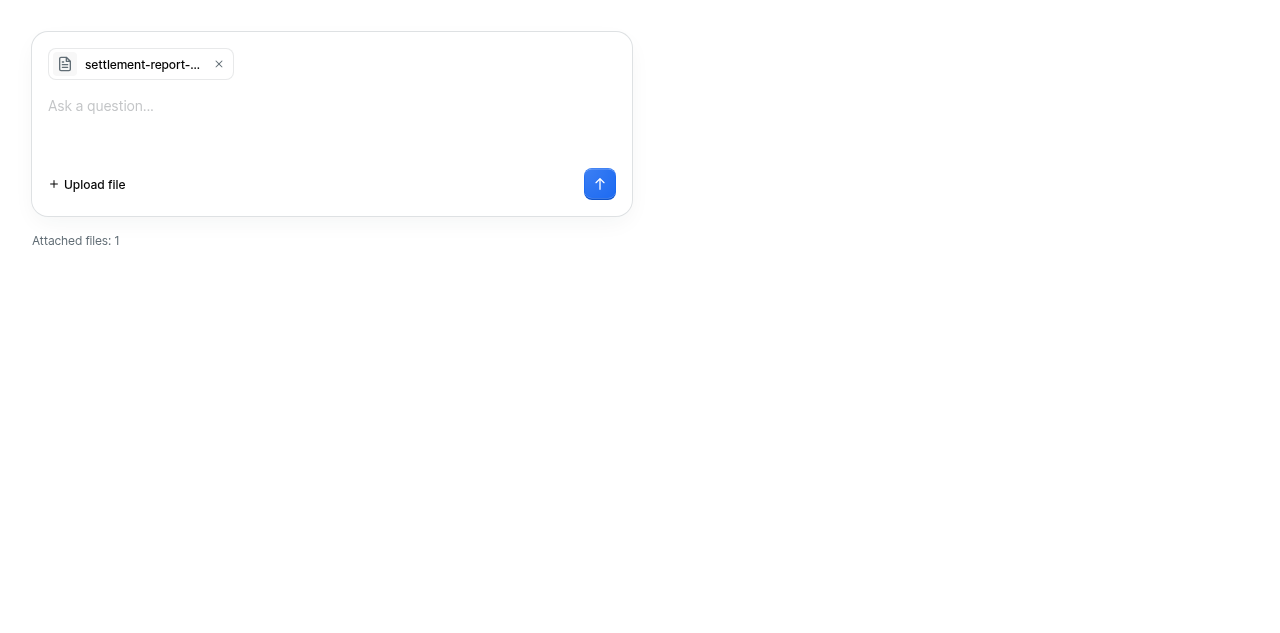 settlement-report-...
Ask a question...
Upload file
Attached files: 1